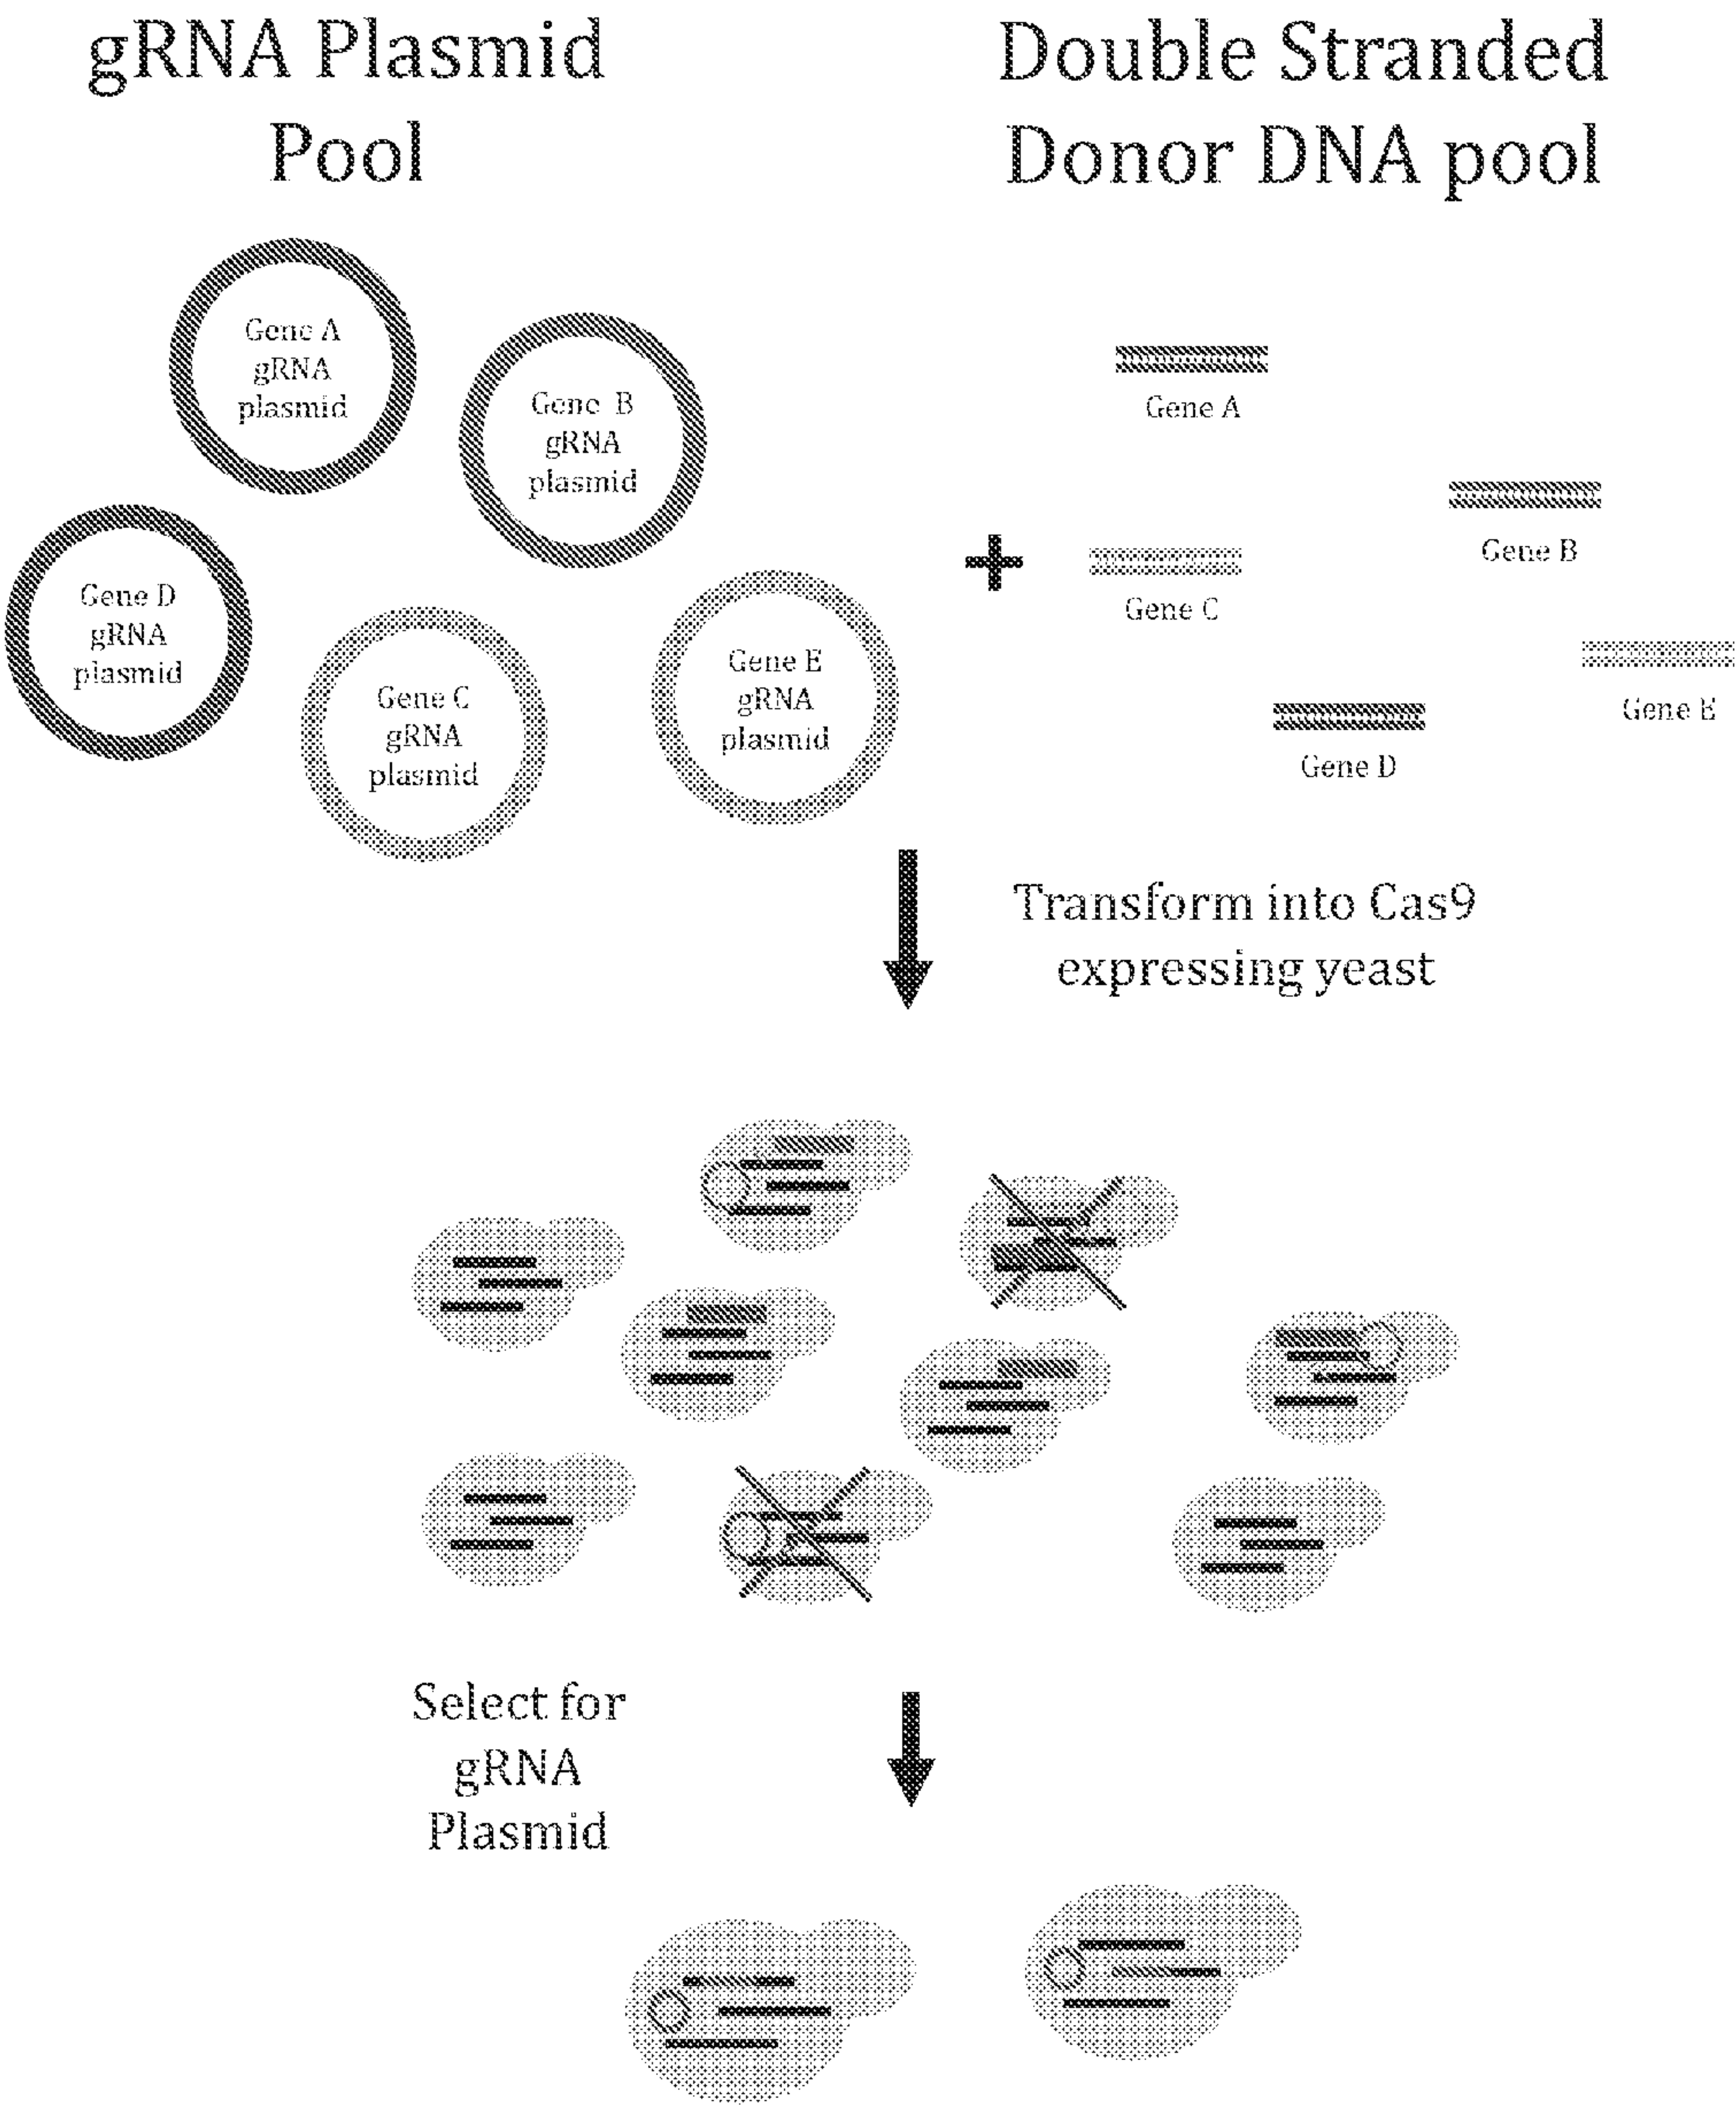 gRNA Plasmid
Pool
Double Stranded
Donor DNA pool
Gene A
gRNA
plasmid
Gene B
gRNA
plasmid
Gene D
gRNA
plasmid
Gene C
gRNA
plasmid
Gene E
gRNA
plasmid
+
Gene A
Gene B
Gene C
Gene E
Gene D
Transform into Cas9
expressing yeast
Select for
gRNA
Plasmid